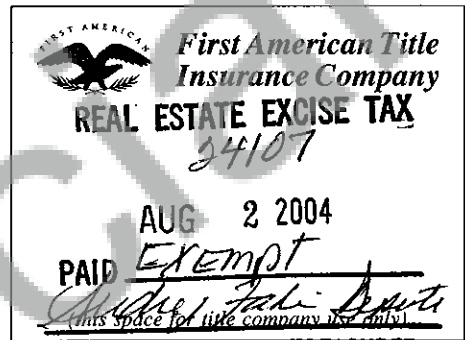 FIRST AMERICAN
First American Title
Insurance Company
REAL ESTATE EXCISE TAX
24107
AUG 2 2004
PAID EXEMPT
Deputy
(this space for title company use only)